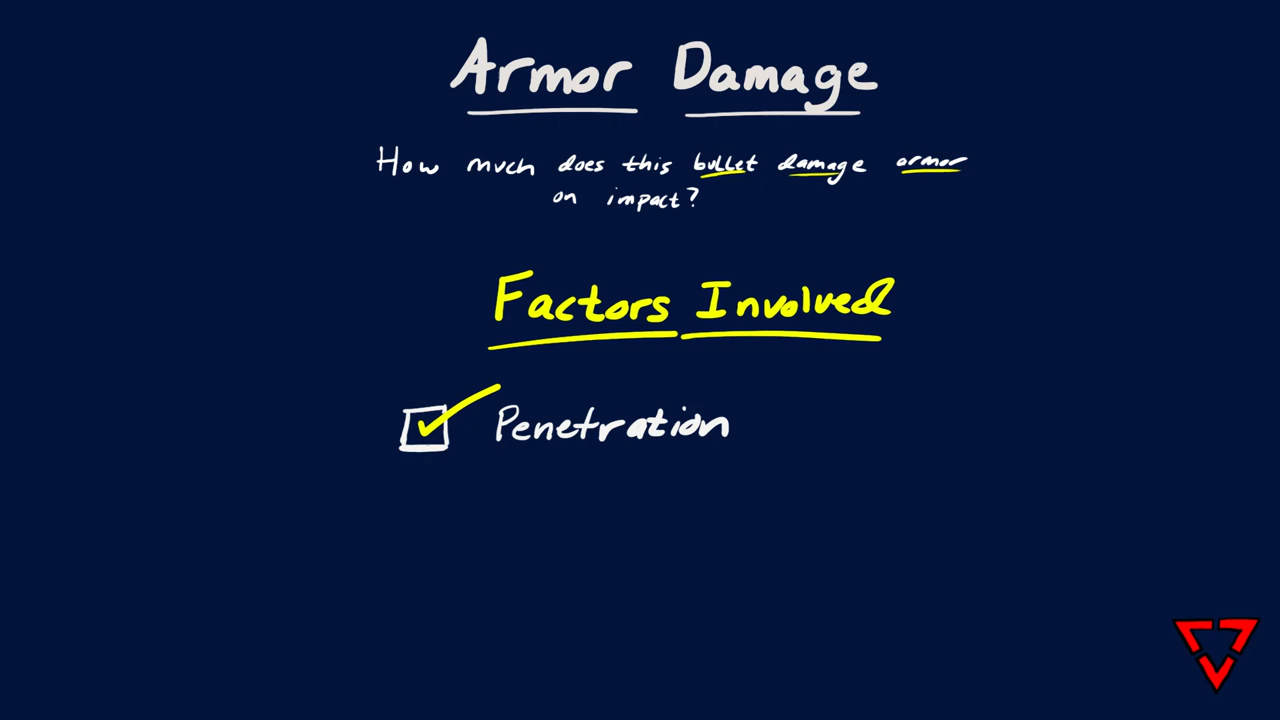 Armor Damage
How much does this bullet damage armor
on impact?
Factors Involved
Penetration